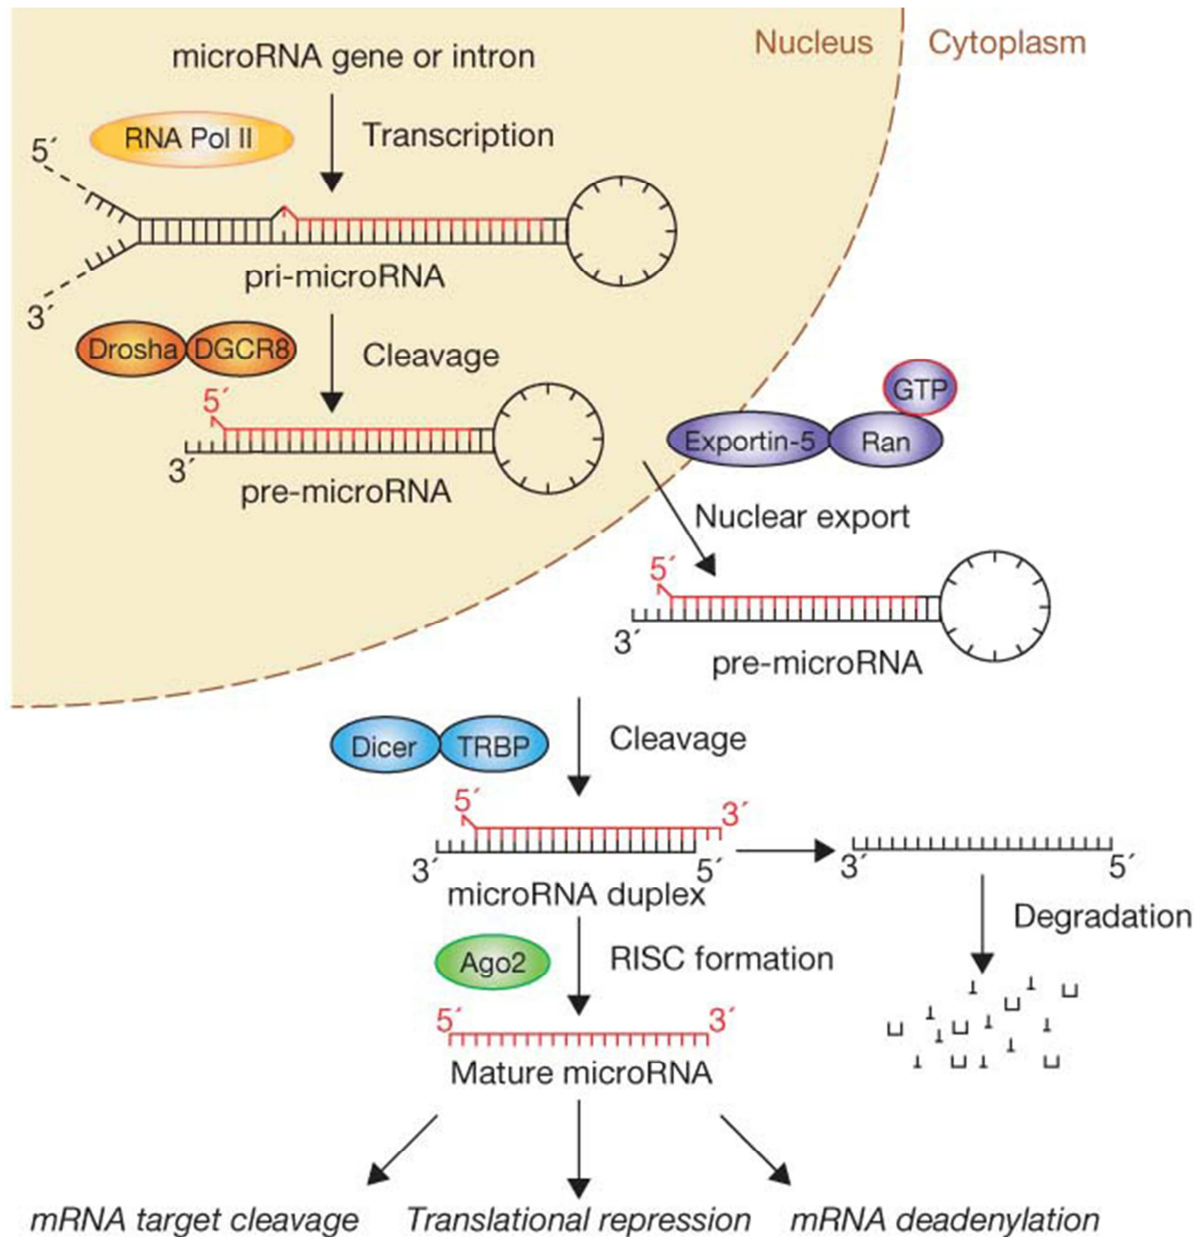 Nucleus
Cytoplasm
microRNA gene or intron
RNA Pol II
Transcription
5´
pri-microRNA
3´
Drosha
DGCR8
Cleavage
5´
3´
pre-microRNA
GTP
Exportin-5
Ran
Nuclear export
5´
3´
pre-microRNA
Dicer
TRBP
Cleavage
5´
3´
3´
5´
microRNA duplex
3´
5´
Degradation
Ago2
RISC formation
5´
3´
Mature microRNA
mRNA target cleavage
Translational repression
mRNA deadenylation